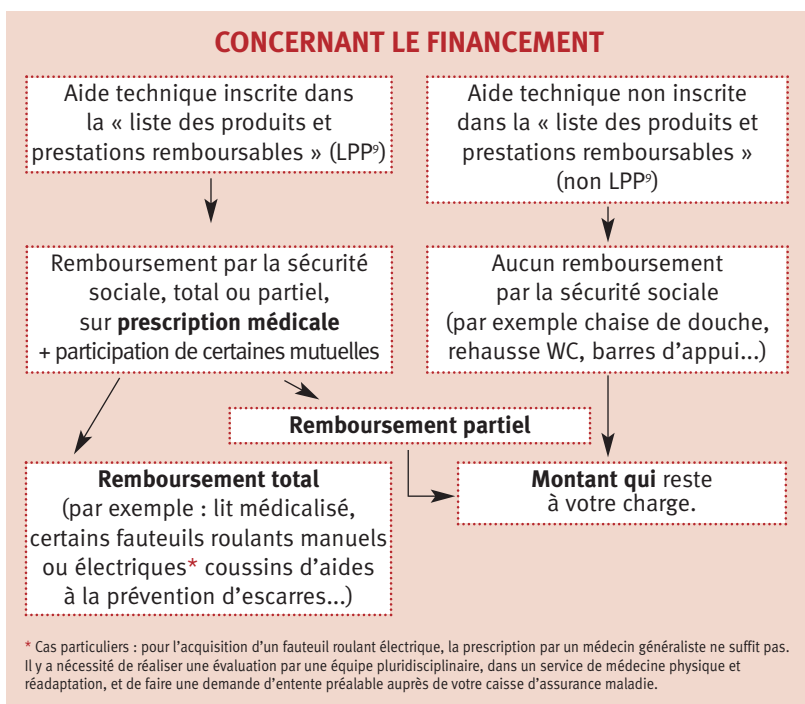 CONCERNANT LE FINANCEMENT
Aide technique inscrite dans
la « liste des produits et
prestations remboursables » (LPP⁹)
Aide technique non inscrite
dans la « liste des produits et
prestations remboursables »
(non LPP⁹)
Remboursement par la sécurité
sociale, total ou partiel,
sur prescription médicale
+ participation de certaines mutuelles
Aucun remboursement
par la sécurité sociale
(par exemple chaise de douche,
rehausse WC, barres d'appui...)
Remboursement partiel
Remboursement total
(par exemple : lit médicalisé,
certains fauteuils roulants manuels
ou électriques* coussins d'aides
à la prévention d'escarres...)
Montant qui reste
à votre charge.
* Cas particuliers : pour l'acquisition d'un fauteuil roulant électrique, la prescription par un médecin généraliste ne suffit pas.
Il y a nécessité de réaliser une évaluation par une équipe pluridisciplinaire, dans un service de médecine physique et
réadaptation, et de faire une demande d'entente préalable auprès de votre caisse d'assurance maladie.